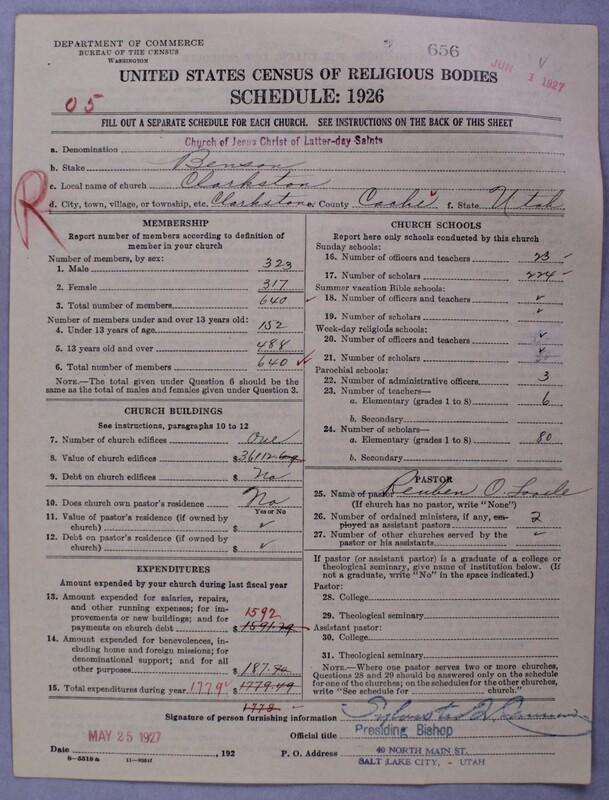 DEPARTMENT OF COMMERCE
BUREAU OF THE CENSUS
WASHINGTON
656
JUN 1 1927
UNITED STATES CENSUS OF RELIGIOUS BODIES
SCHEDULE: 1926
05
FILL OUT A SEPARATE SCHEDULE FOR EACH CHURCH. SEE INSTRUCTIONS ON THE BACK OF THIS SHEET
a. Denomination Church of Jesus Christ of Latter-day Saints
b. Stake Benson
c. Local name of church Clarkston
R
d. City, town, village, or township, etc. Clarkston e. County Cache f. State Utah
MEMBERSHIP
Report number of members according to definition of member in your church
Number of members, by sex:
1. Male 323
2. Female 317
3. Total number of members 640
Number of members under and over 13 years old:
4. Under 13 years of age 152
5. 13 years old and over 488
6. Total number of members 640
NOTE.—The total given under Question 6 should be
the same as the total of males and females given under Question 3.
CHURCH BUILDINGS
See instructions, paragraphs 10 to 12
7. Number of church edifices One
8. Value of church edifices $36112
9. Debt on church edifices $ No
10. Does church own pastor's residence No
Yes or No
11. Value of pastor's residence (if owned by
church) $ ✓
12. Debt on pastor's residence (if owned by
church) $ ✓
EXPENDITURES
Amount expended by your church during last fiscal year
13. Amount expended for salaries, repairs,
and other running expenses; for im-
provements or new buildings; and for 1592
payments on church debt $ 1591.79
14. Amount expended for benevolences, in-
cluding home and foreign missions; for
denominational support; and for all
other purposes $ 187.70
15. Total expenditures during year 1779 $ 1779.49
1778
CHURCH SCHOOLS
Report here only schools conducted by this church
Sunday schools:
16. Number of officers and teachers 23
17. Number of scholars 224
Summer vacation Bible schools:
18. Number of officers and teachers ✓
19. Number of scholars ✓
Week-day religious schools:
20. Number of officers and teachers ✓
21. Number of scholars ✓
Parochial schools:
22. Number of administrative officers 3
23. Number of teachers—
a. Elementary (grades 1 to 8) 6
b. Secondary
24. Number of scholars—
a. Elementary (grades 1 to 8) 80
b. Secondary
PASTOR
25. Name of pastor Reuben O.
(If church has no pastor, write "None")
26. Number of ordained ministers, if any, em-
ployed as assistant pastors 2
27. Number of other churches served by the
pastor or his assistants ✓
If pastor (or assistant pastor) is a graduate of a college or
theological seminary, give name of institution below. (If
not a graduate, write "No" in the space indicated.)
Pastor:
28. College
29. Theological seminary
Assistant pastor:
30. College
31. Theological seminary
NOTE.—Where one pastor serves two or more churches,
Questions 28 and 29 should be answered only on the schedule
for one of the churches; on the schedules for the other churches,
write "See schedule for church."
Signature of person furnishing information Sylvester Q. Cannon
Official title Presiding Bishop
Date MAY 25 1927, 192 P. O. Address 40 NORTH MAIN ST.
SALT LAKE CITY, - UTAH